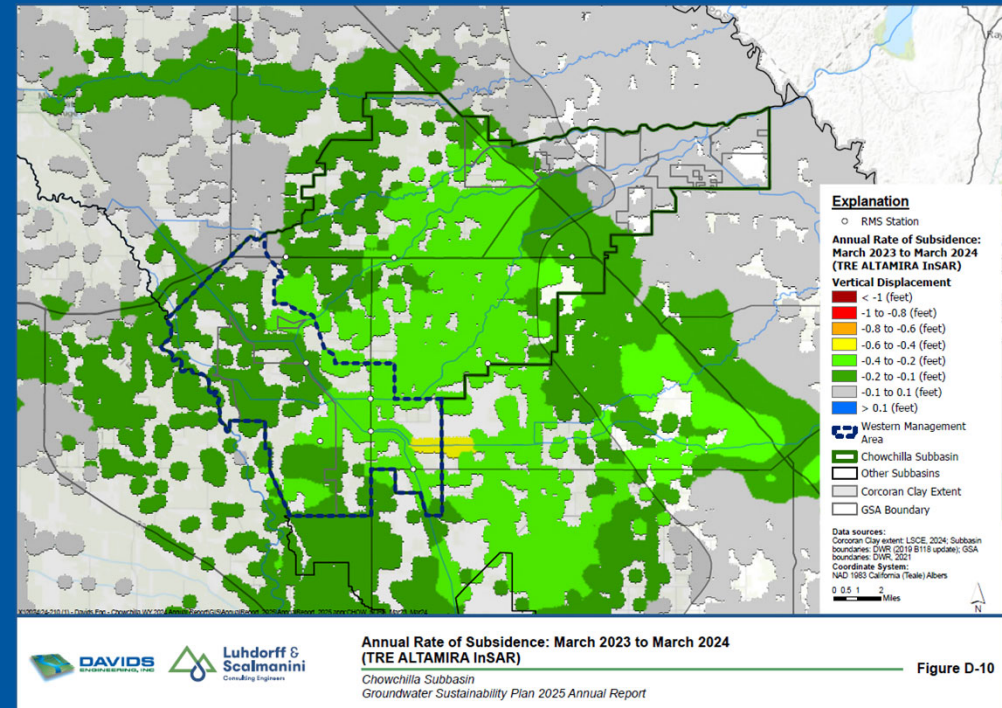 Explanation
RMS Station
Annual Rate of Subsidence:
March 2023 to March 2024
(TRE ALTAMIRA InSAR)
Vertical Displacement
< -1 (feet)
-1 to -0.8 (feet)
-0.8 to -0.6 (feet)
-0.6 to -0.4 (feet)
-0.4 to -0.2 (feet)
-0.2 to -0.1 (feet)
-0.1 to 0.1 (feet)
> 0.1 (feet)
Western Management
Area
Chowchilla Subbasin
Other Subbasins
Corcoran Clay Extent
GSA Boundary
Data sources:
Corcoran Clay extent: LSCE, 2024; Subbasin
boundaries: DWR (2019 B118 update); GSA
boundaries: DWR, 2021
Coordinate System:
NAD 1983 California (Teale) Albers
0 0.5 1 2
Miles
N
DAVIDS
ENGINEERING, INC
Luhdorff &
Scalmanini
Consulting Engineers
Annual Rate of Subsidence: March 2023 to March 2024
(TRE ALTAMIRA InSAR)
Chowchilla Subbasin
Groundwater Sustainability Plan 2025 Annual Report
Figure D-10